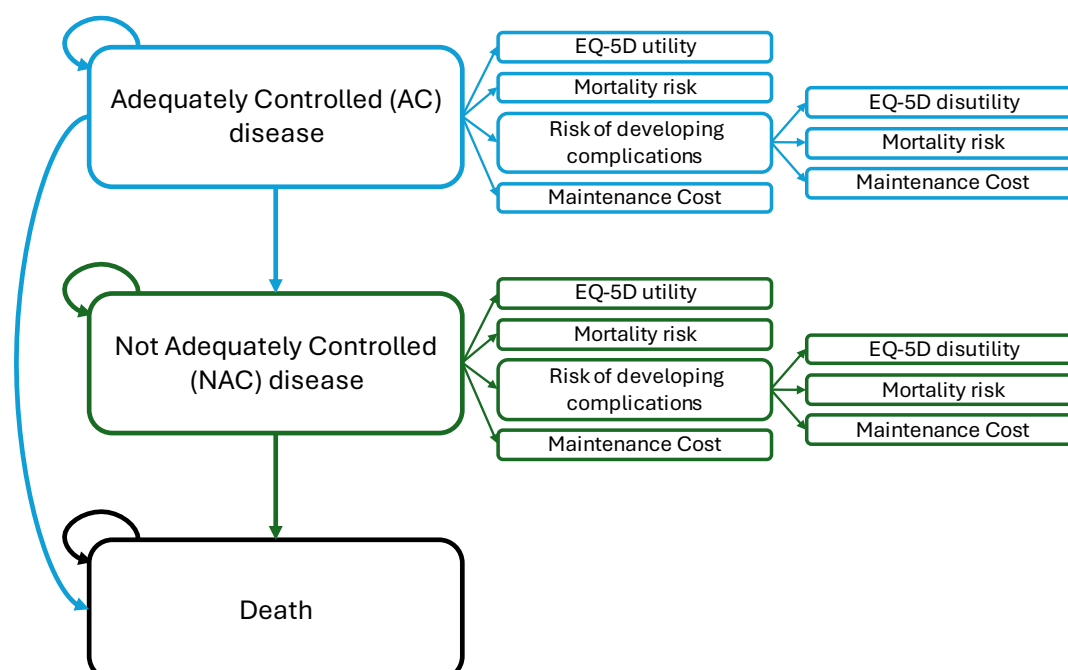 Adequately Controlled (AC)
disease
EQ-5D utility
Mortality risk
Risk of developing
complications
Maintenance Cost
EQ-5D disutility
Mortality risk
Maintenance Cost
Not Adequately Controlled
(NAC) disease
EQ-5D utility
Mortality risk
Risk of developing
complications
Maintenance Cost
EQ-5D disutility
Mortality risk
Maintenance Cost
Death